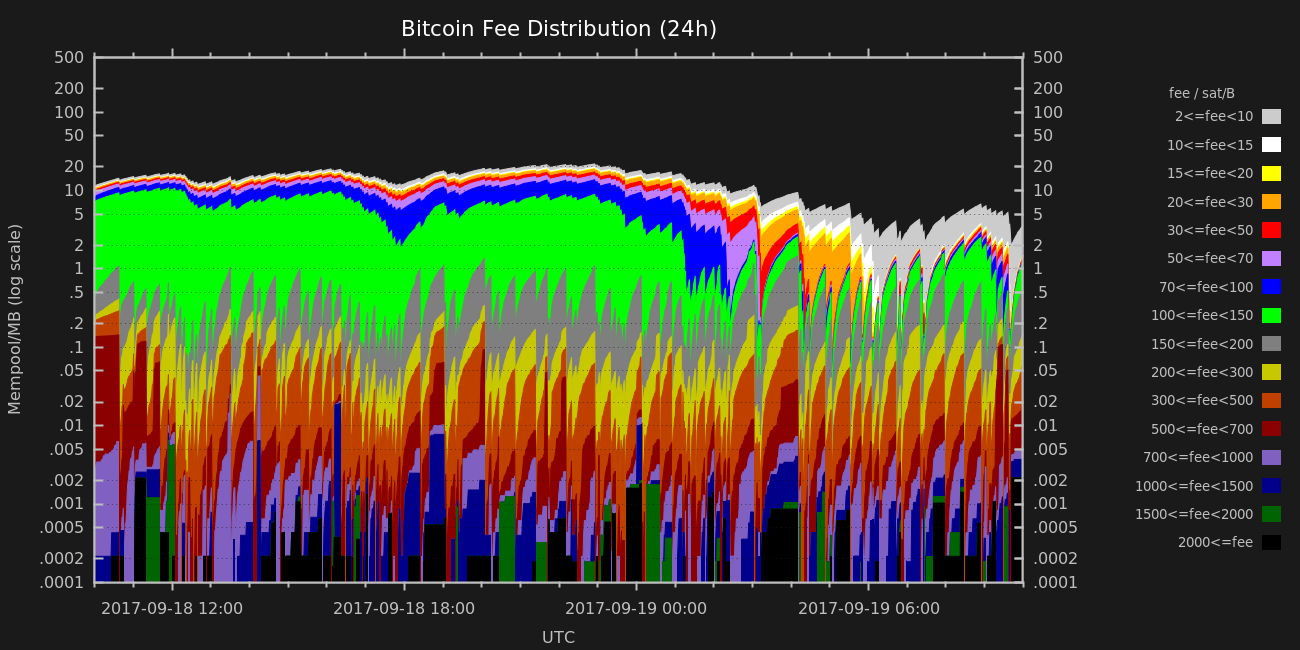 Bitcoin Fee Distribution (24h)
500
200
100
50
20
10
5
2
1
.5
.2
.1
.05
.02
.01
.005
.002
.001
.0005
.0002
.0001
Mempool/MB (log scale)
500
200
100
50
20
10
5
2
1
.5
.2
.1
.05
.02
.01
.005
.002
.001
.0005
.0002
.0001
2017-09-18 12:00
2017-09-18 18:00
2017-09-19 00:00
2017-09-19 06:00
UTC
fee / sat/B
2<=fee<10
10<=fee<15
15<=fee<20
20<=fee<30
30<=fee<50
50<=fee<70
70<=fee<100
100<=fee<150
150<=fee<200
200<=fee<300
300<=fee<500
500<=fee<700
700<=fee<1000
1000<=fee<1500
1500<=fee<2000
2000<=fee